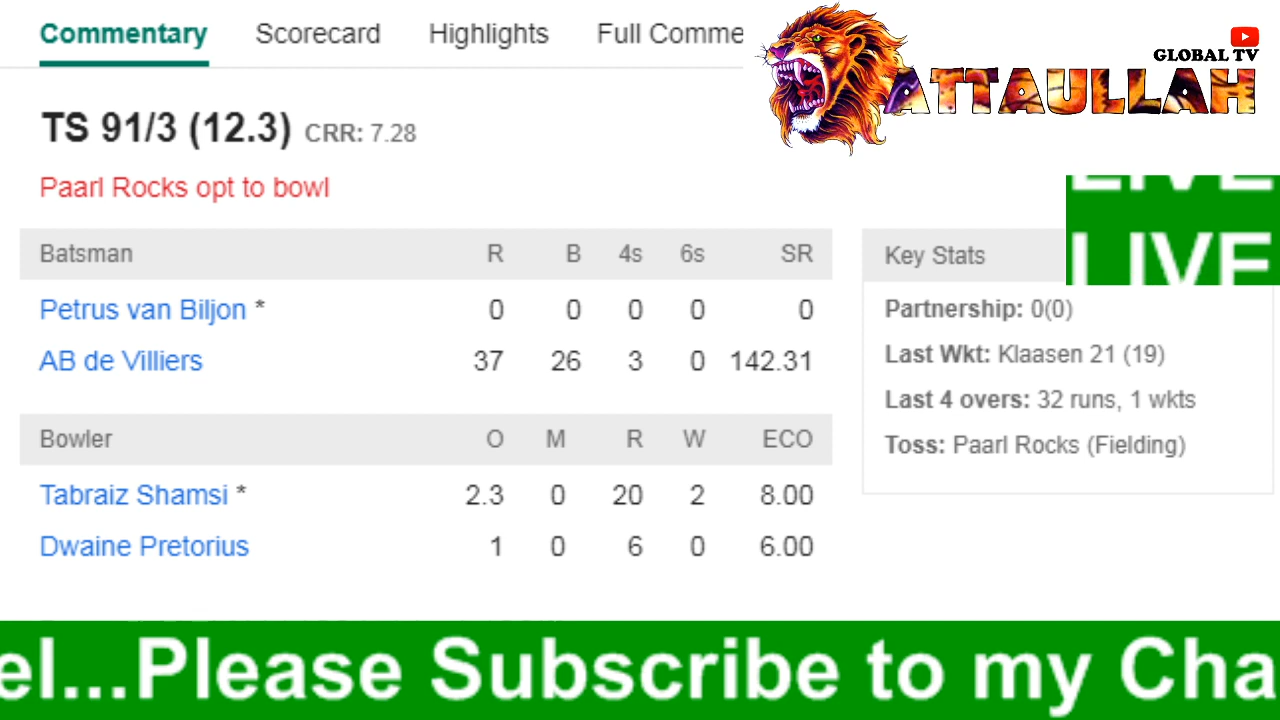 Commentary Scorecard Highlights Full Comme
GLOBAL TV
ATTAULLAH
TS 91/3 (12.3) CRR: 7.28
Paarl Rocks opt to bowl
LIVE
LIVE
Batsman R B 4s 6s SR
Petrus van Biljon * 0 0 0 0 0
AB de Villiers 37 26 3 0 142.31
Key Stats
Partnership: 0(0)
Last Wkt: Klaasen 21 (19)
Last 4 overs: 32 runs, 1 wkts
Toss: Paarl Rocks (Fielding)
Bowler O M R W ECO
Tabraiz Shamsi * 2.3 0 20 2 8.00
Dwaine Pretorius 1 0 6 0 6.00
el...Please Subscribe to my Cha